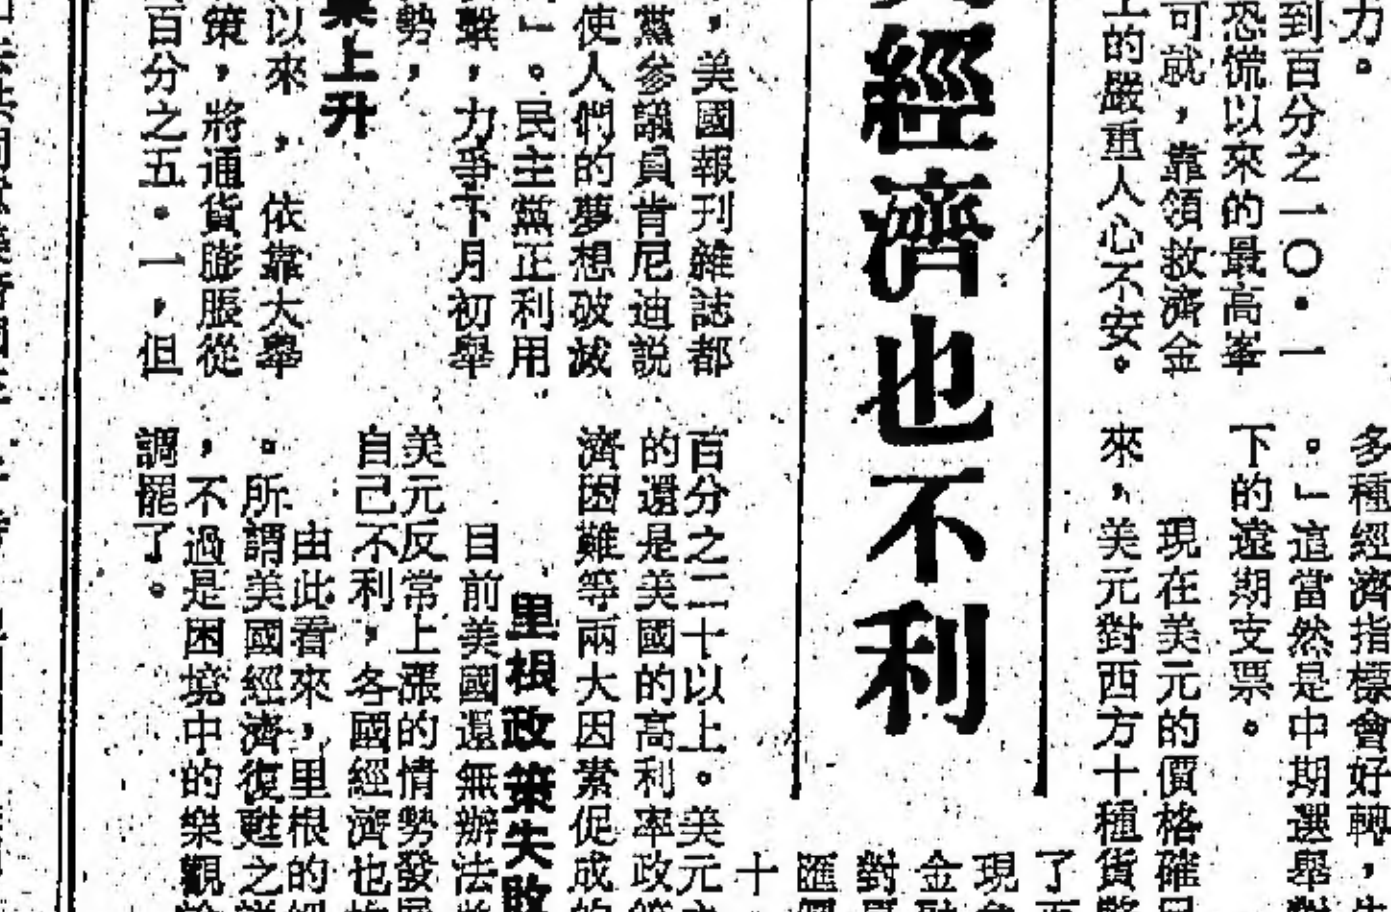 力。
到百分之一〇·一
恐慌以來的最高峯
可就，靠領救濟金
上的嚴重人心不安。
經濟也不利
，美國報刊雜誌都
黨參議員肯尼迪説
使人們的夢想破滅
」。民主黨正利用
擊，力爭下月初舉
勢，
上升
以來，依靠大舉
策，將通貨膨脹從
百分之五·一，但
多種經濟指標會好轉，
。」這當然是中期選舉
下的遠期支票。
現在美元的價格確
來，美元對西方十種貨
了
現
金
對
匯
十
百分之二十以上。美元
的還是美國的高利率政
濟困難等兩大因素促成
里根政策失敗
目前美國還無辦法
美元反常上漲的情勢發
自己不利，各國經濟也
由此看來，里根的
。所謂美國經濟復甦之
，不過是困境中的樂觀
調罷了。